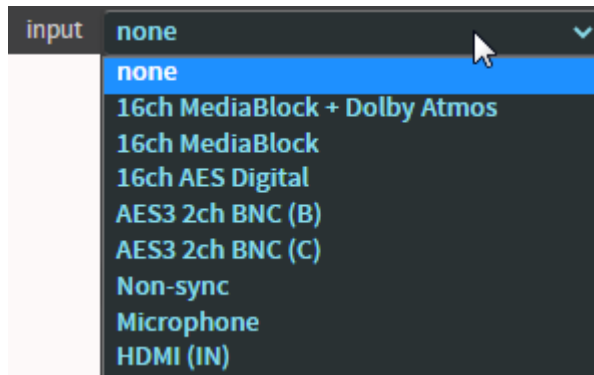 input none
none
16ch MediaBlock + Dolby Atmos
16ch MediaBlock
16ch AES Digital
AES3 2ch BNC (B)
AES3 2ch BNC (C)
Non-sync
Microphone
HDMI (IN)